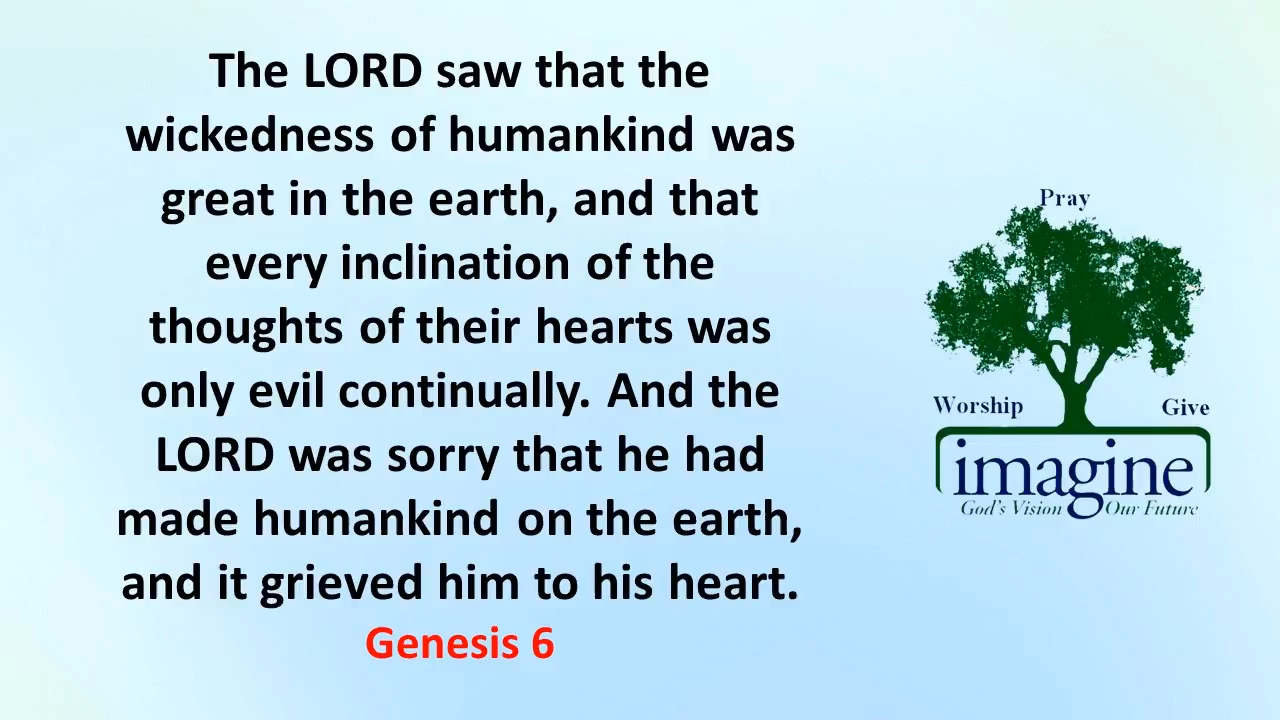 The LORD saw that the
wickedness of humankind was
great in the earth, and that
every inclination of the
thoughts of their hearts was
only evil continually. And the
LORD was sorry that he had
made humankind on the earth,
and it grieved him to his heart.
Genesis 6
Pray
Worship Give
imagine
God's Vision Our Future